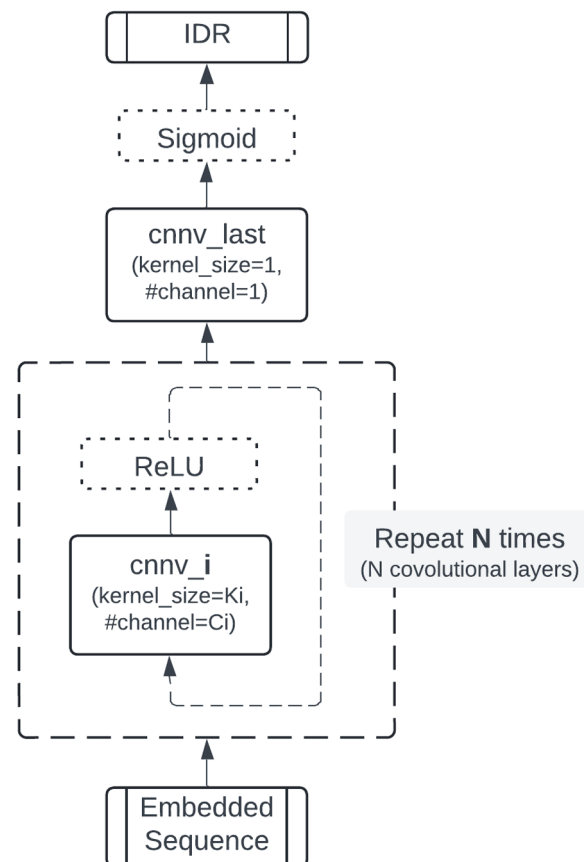 IDR
Sigmoid
cnnv_last
(kernel_size=1,
#channel=1)
ReLU
cnnv_i
(kernel_size=Ki,
#channel=Ci)
Repeat N times
(N covolutional layers)
Embedded
Sequence